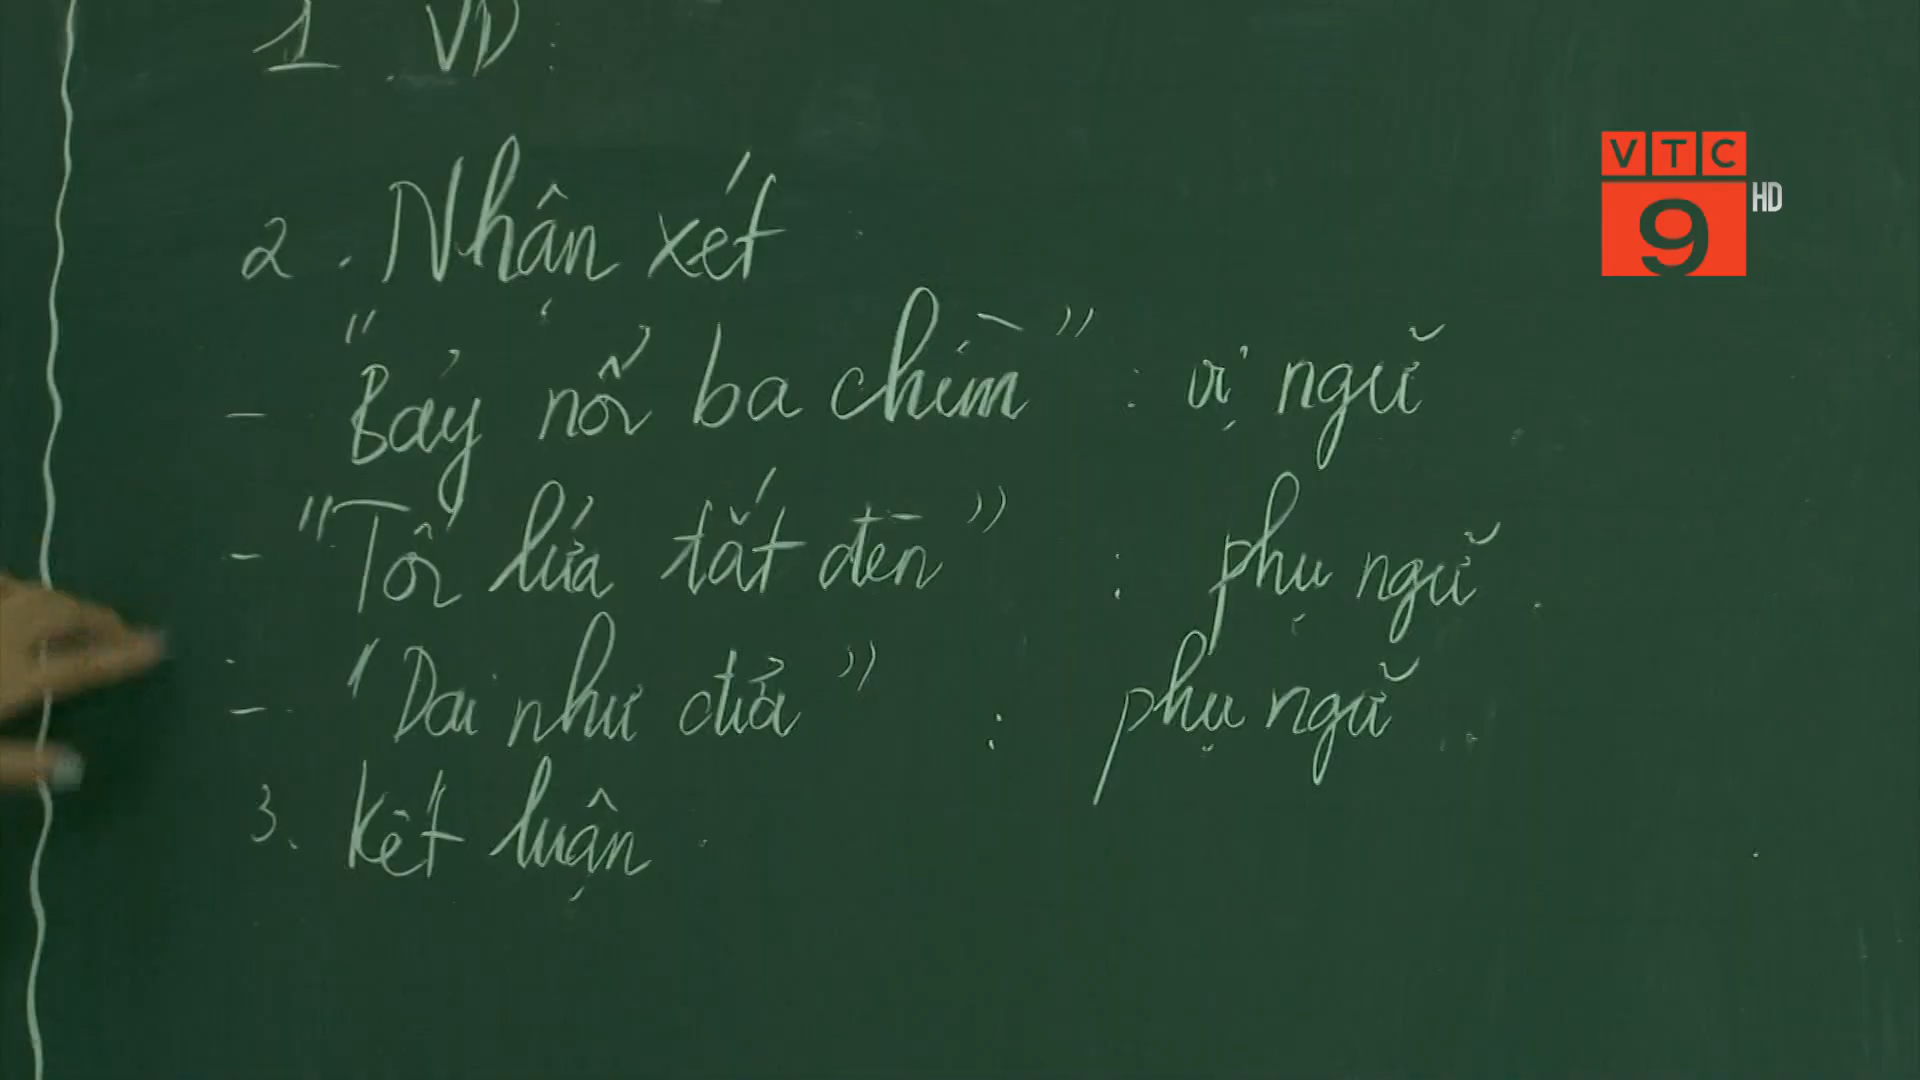 1. VD:
VTC
9 HD
2. Nhận xét
- "Bảy nổi ba chìm" : vị ngữ
- "Tối lửa tắt đèn" : phụ ngữ
- "Dai như đỉa" : phụ ngữ
3. Kết luận